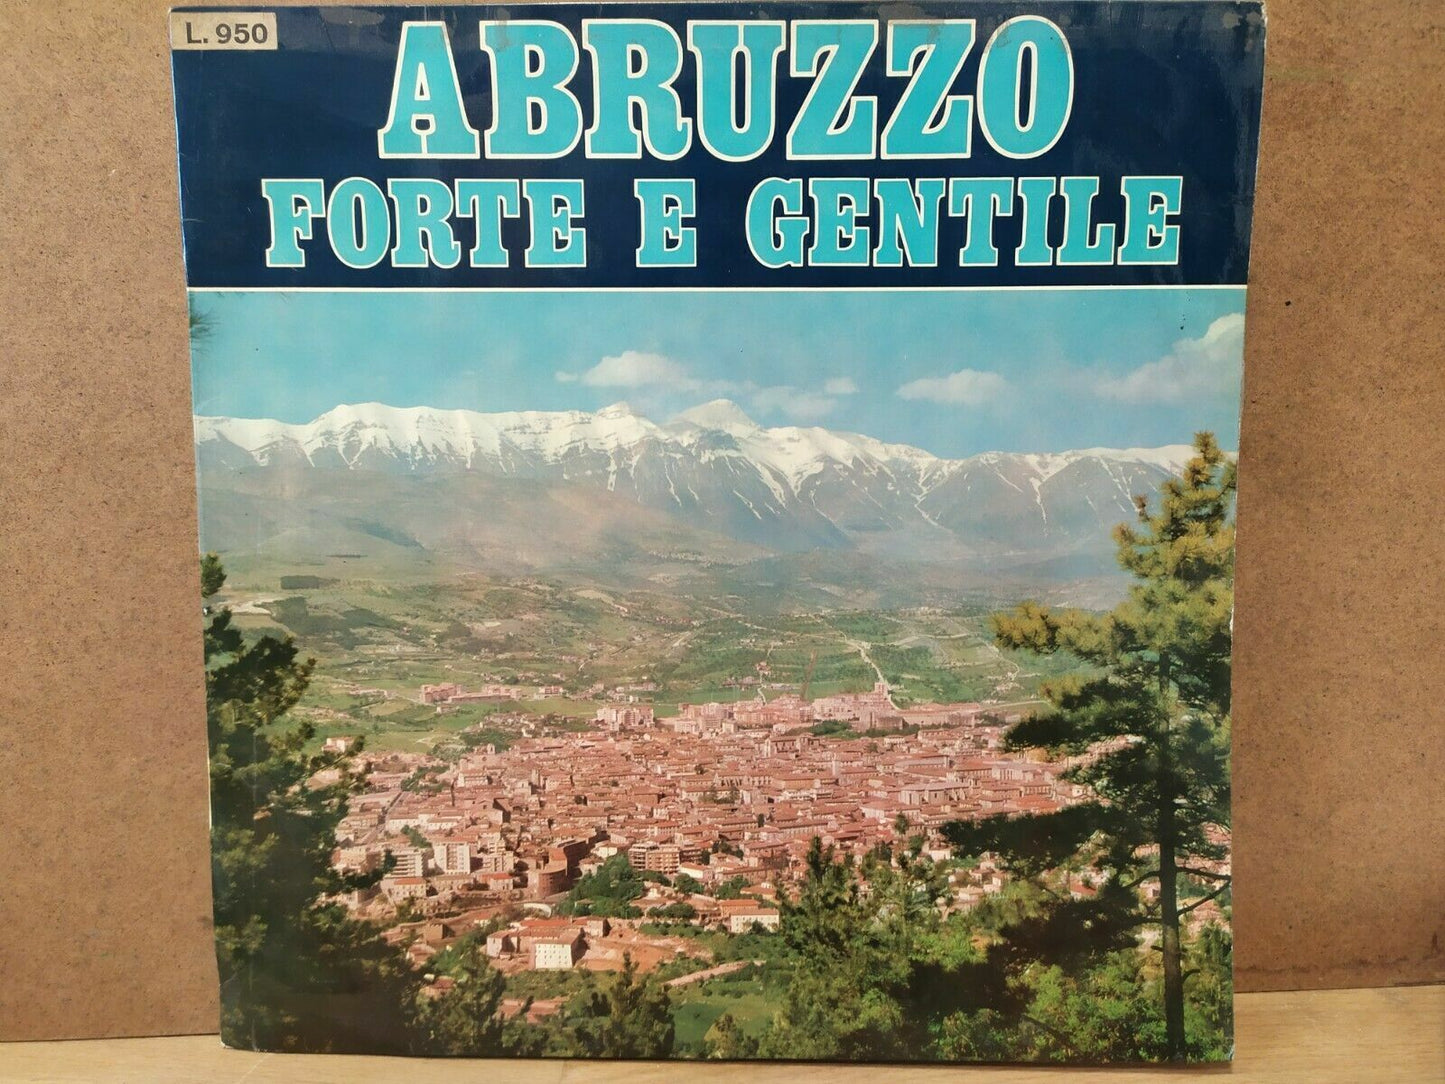 L. 950
ABRUZZO
FORTE E GENTILE